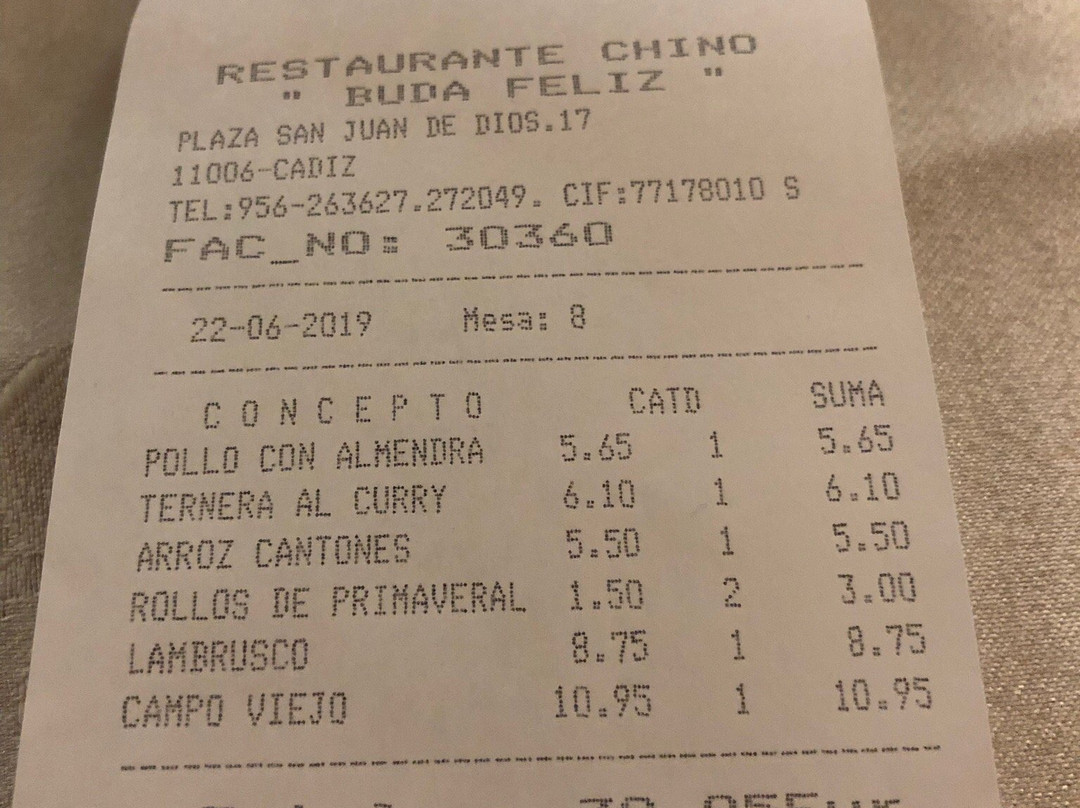 RESTAURANTE CHINO
" BUDA FELIZ "
PLAZA SAN JUAN DE DIOS.17
11006-CADIZ
TEL:956-263627.272049. CIF:77178010 S
FAC_NO: 30360
22-06-2019 Mesa: 8
C O N C E P T O CATD SUMA
POLLO CON ALMENDRA 5.65 1 5.65
TERNERA AL CURRY 6.10 1 6.10
ARROZ CANTONES 5.50 1 5.50
ROLLOS DE PRIMAVERAL 1.50 2 3.00
LAMBRUSCO 8.75 1 8.75
CAMPO VIEJO 10.95 1 10.95